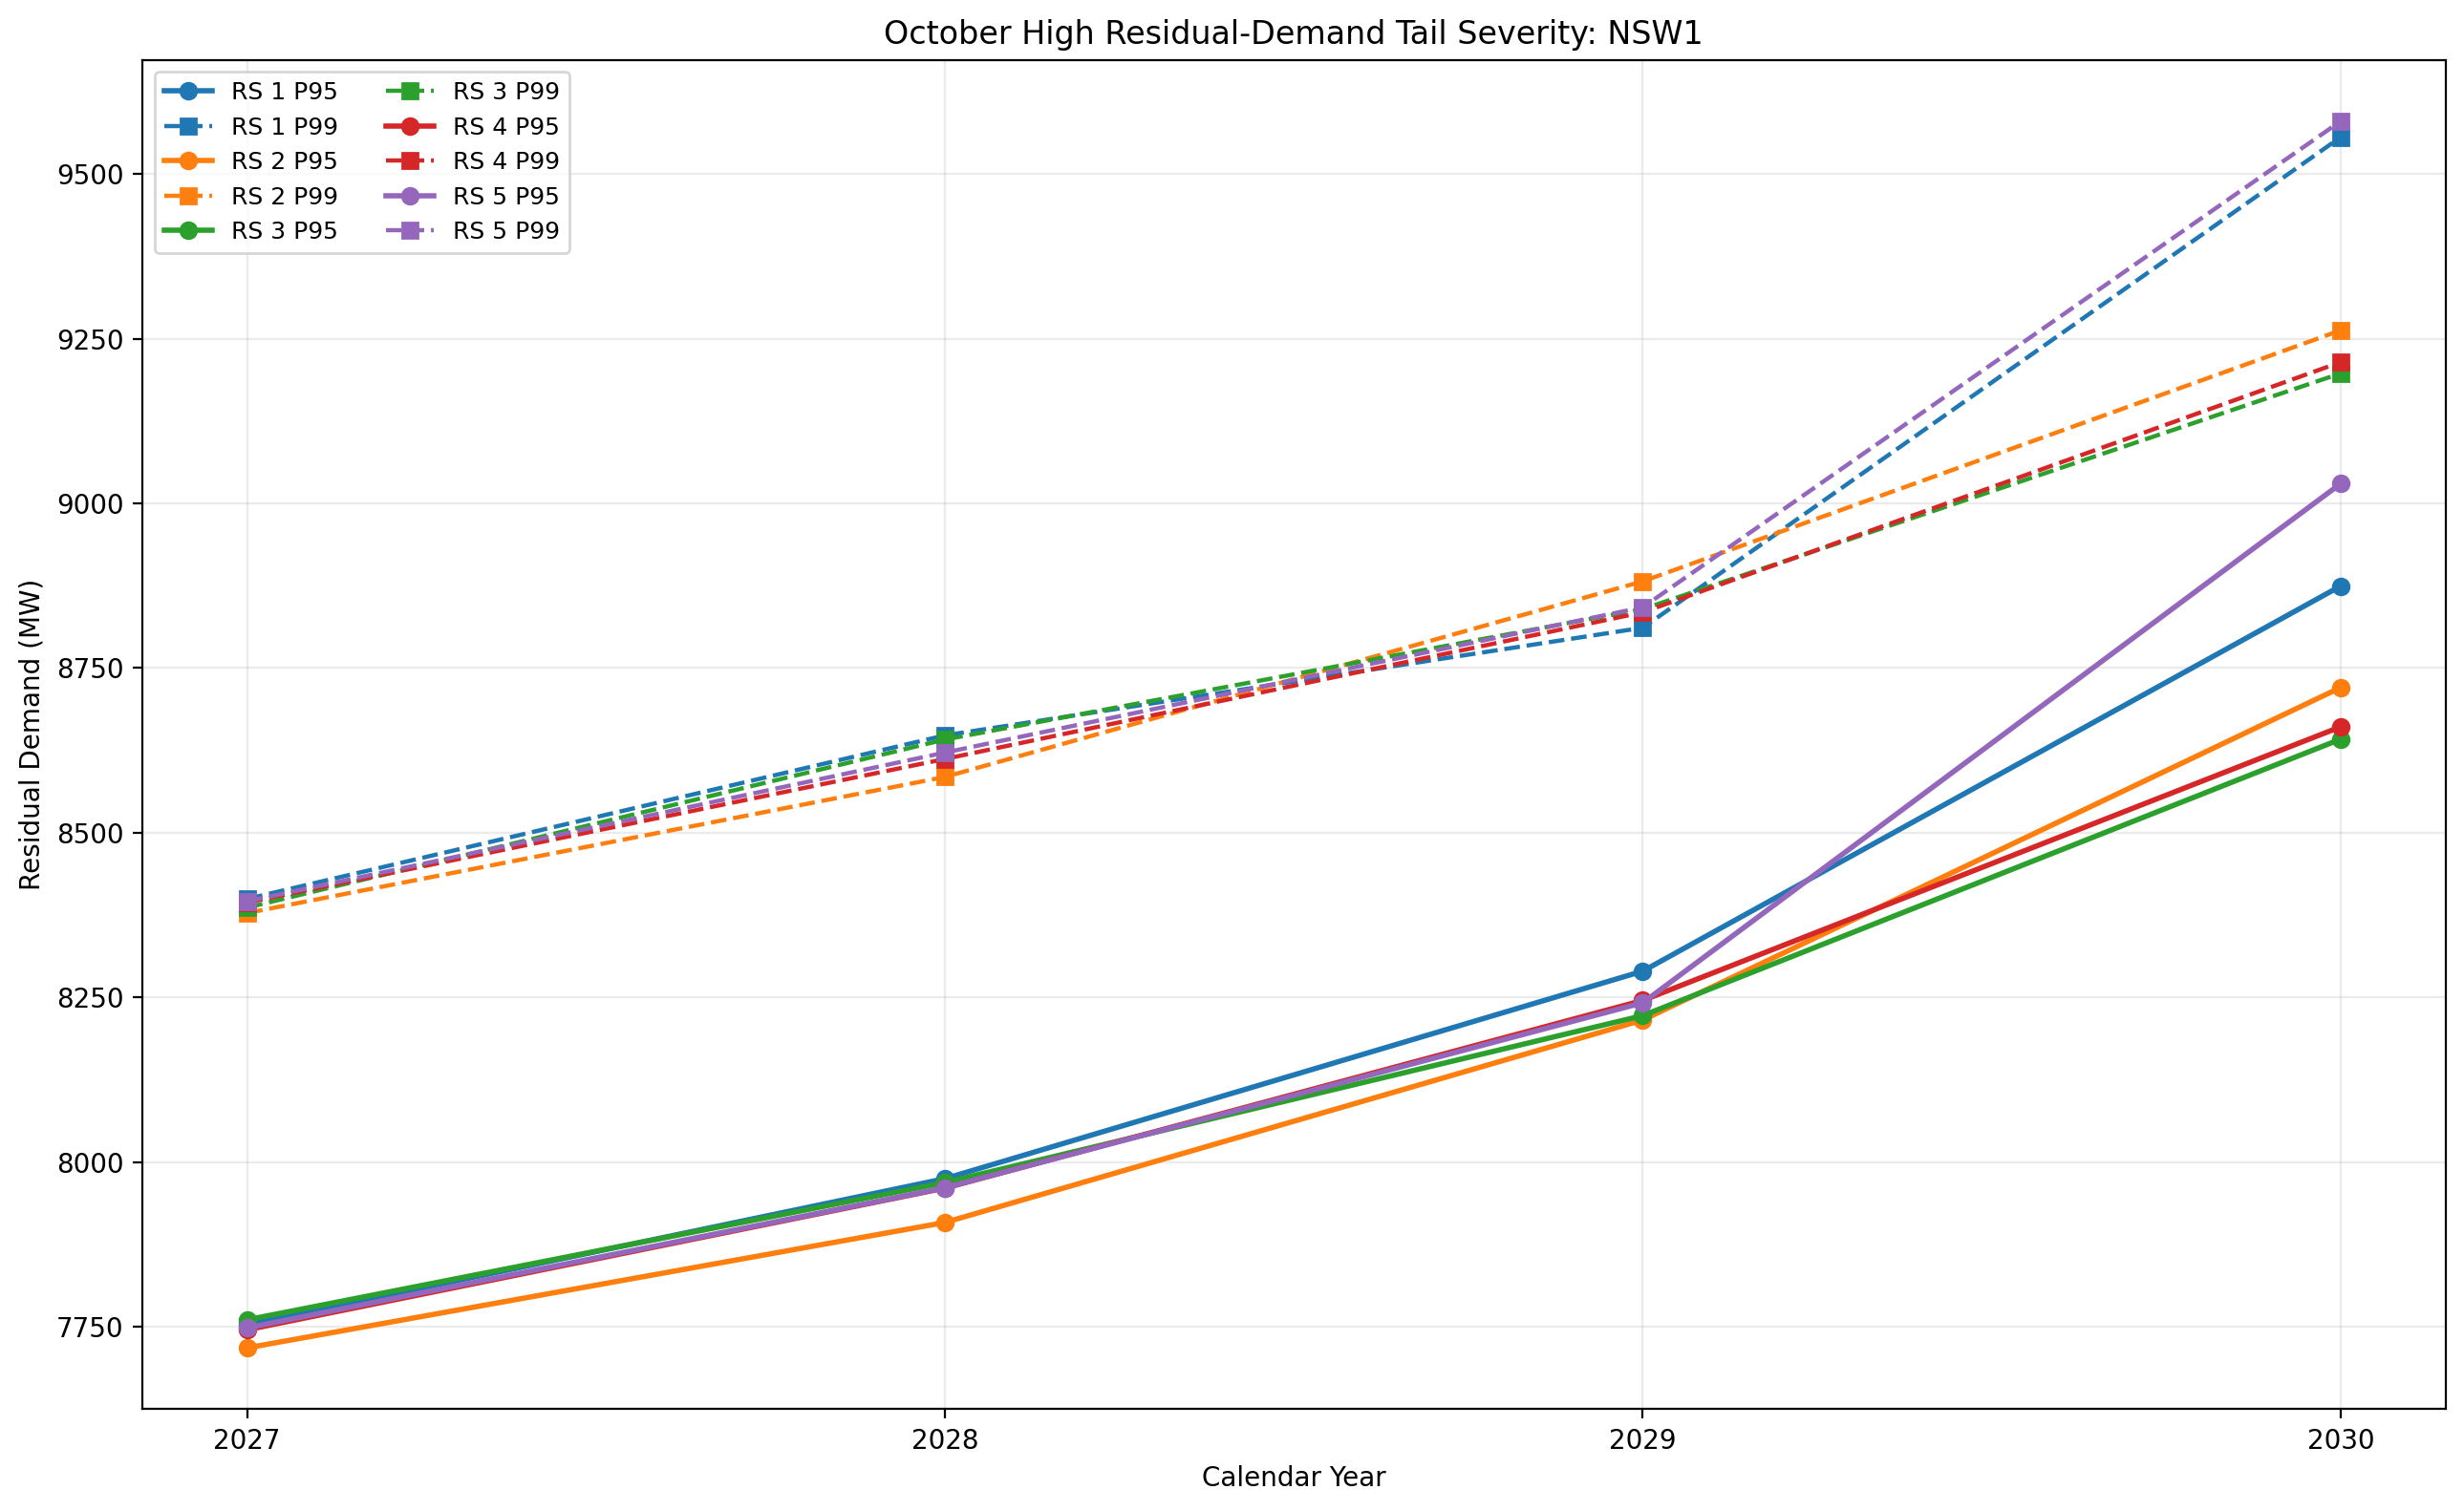 October High Residual-Demand Tail Severity: NSW1
RS 1 P95
RS 1 P99
RS 2 P95
RS 2 P99
RS 3 P95
RS 3 P99
RS 4 P95
RS 4 P99
RS 5 P95
RS 5 P99
Residual Demand (MW)
9500
9250
9000
8750
8500
8250
8000
7750
2027
2028
2029
2030
Calendar Year